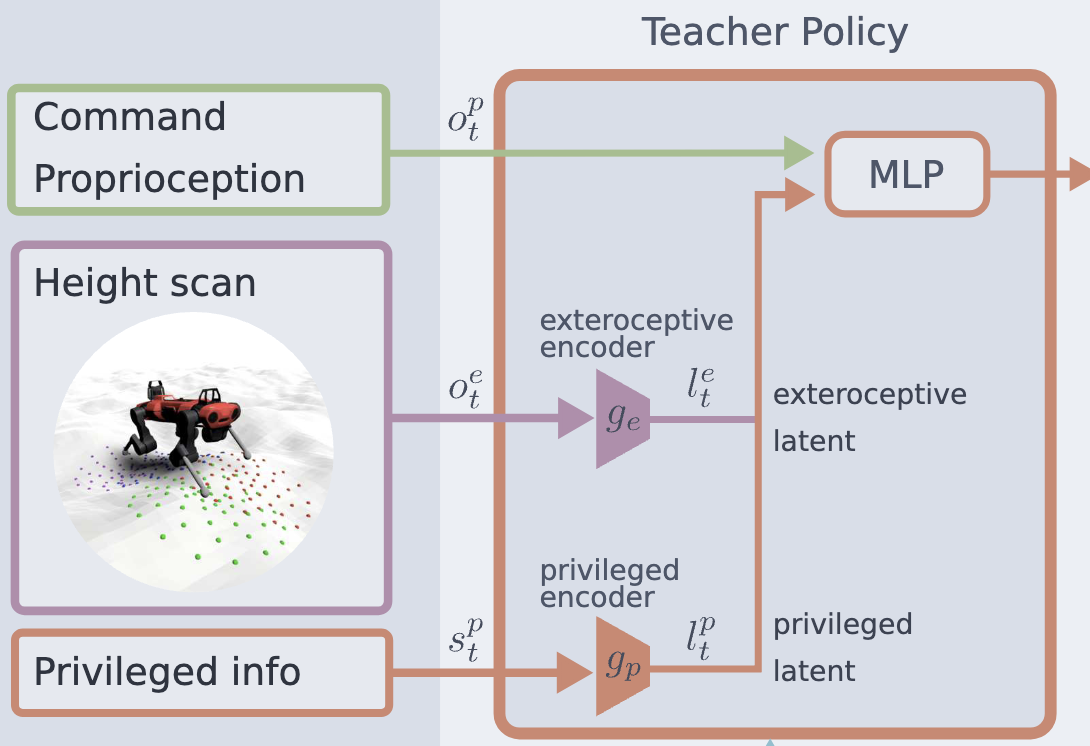 Teacher Policy
Command
Proprioception
o_t^p
MLP
Height scan
exteroceptive
encoder
o_t^e
g_e
l_t^e
exteroceptive
latent
privileged
encoder
Privileged info
s_t^p
g_p
l_t^p
privileged
latent